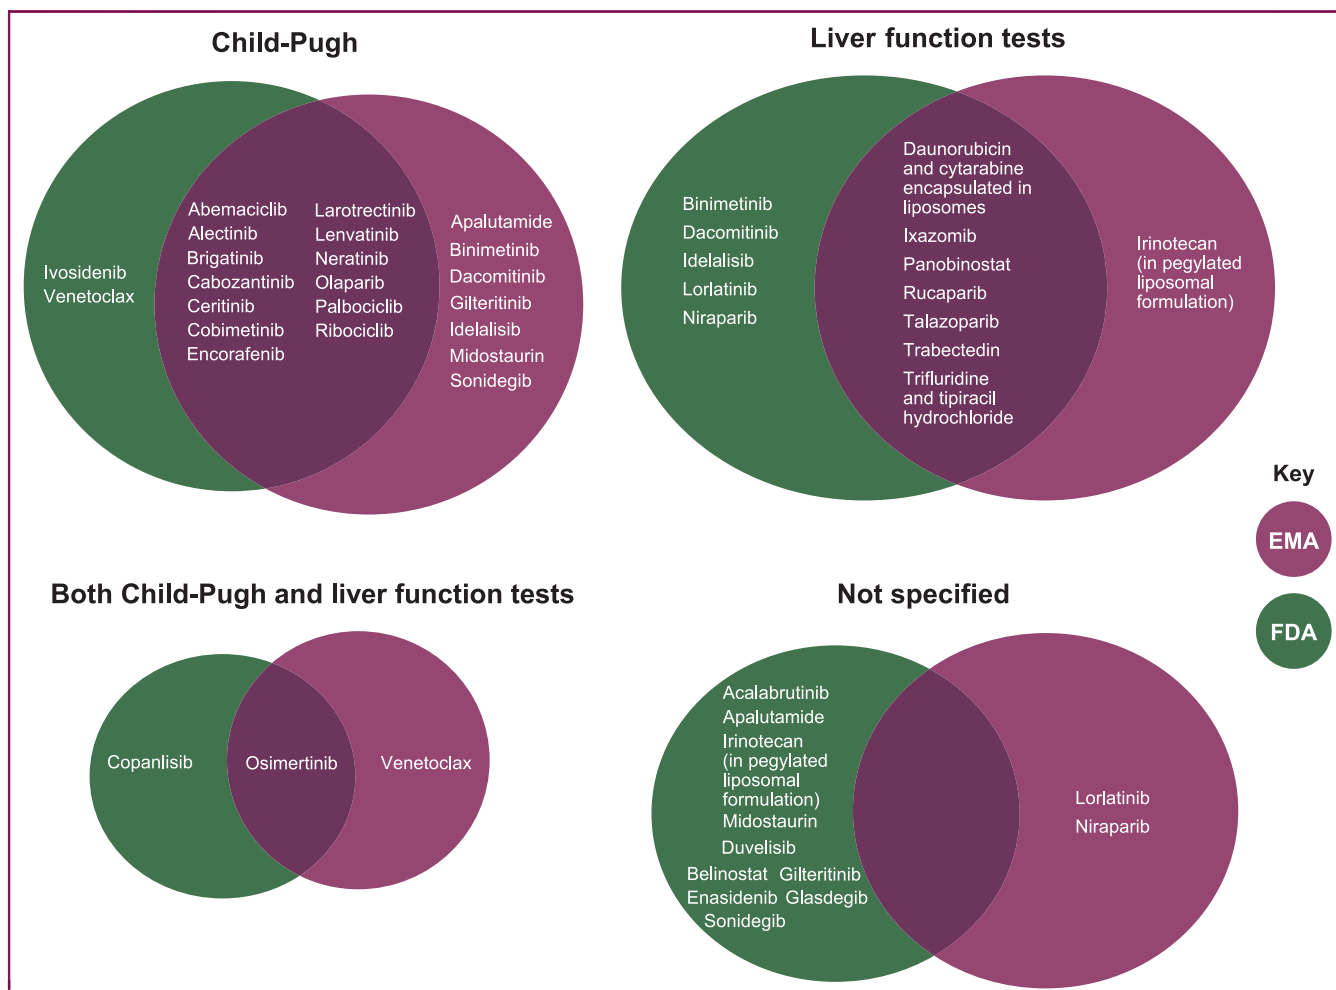 Child-Pugh
Ivosidenib
Venetoclax
Abemaciclib
Alectinib
Brigatinib
Cabozantinib
Ceritinib
Cobimetinib
Encorafenib
Larotrectinib
Lenvatinib
Neratinib
Olaparib
Palbociclib
Ribociclib
Apalutamide
Binimetinib
Dacomitinib
Gilteritinib
Idelalisib
Midostaurin
Sonidegib
Liver function tests
Binimetinib
Dacomitinib
Idelalisib
Lorlatinib
Niraparib
Daunorubicin
and cytarabine
encapsulated in
liposomes
Ixazomib
Panobinostat
Rucaparib
Talazoparib
Trabectedin
Trifluridine
and tipiracil
hydrochloride
Irinotecan
(in pegylated
liposomal
formulation)
Key
EMA
FDA
Both Child-Pugh and liver function tests
Copanlisib
Osimertinib
Venetoclax
Not specified
Acalabrutinib
Apalutamide
Irinotecan
(in pegylated
liposomal
formulation)
Midostaurin
Duvelisib
Belinostat Gilteritinib
Enasidenib Glasdegib
Sonidegib
Lorlatinib
Niraparib